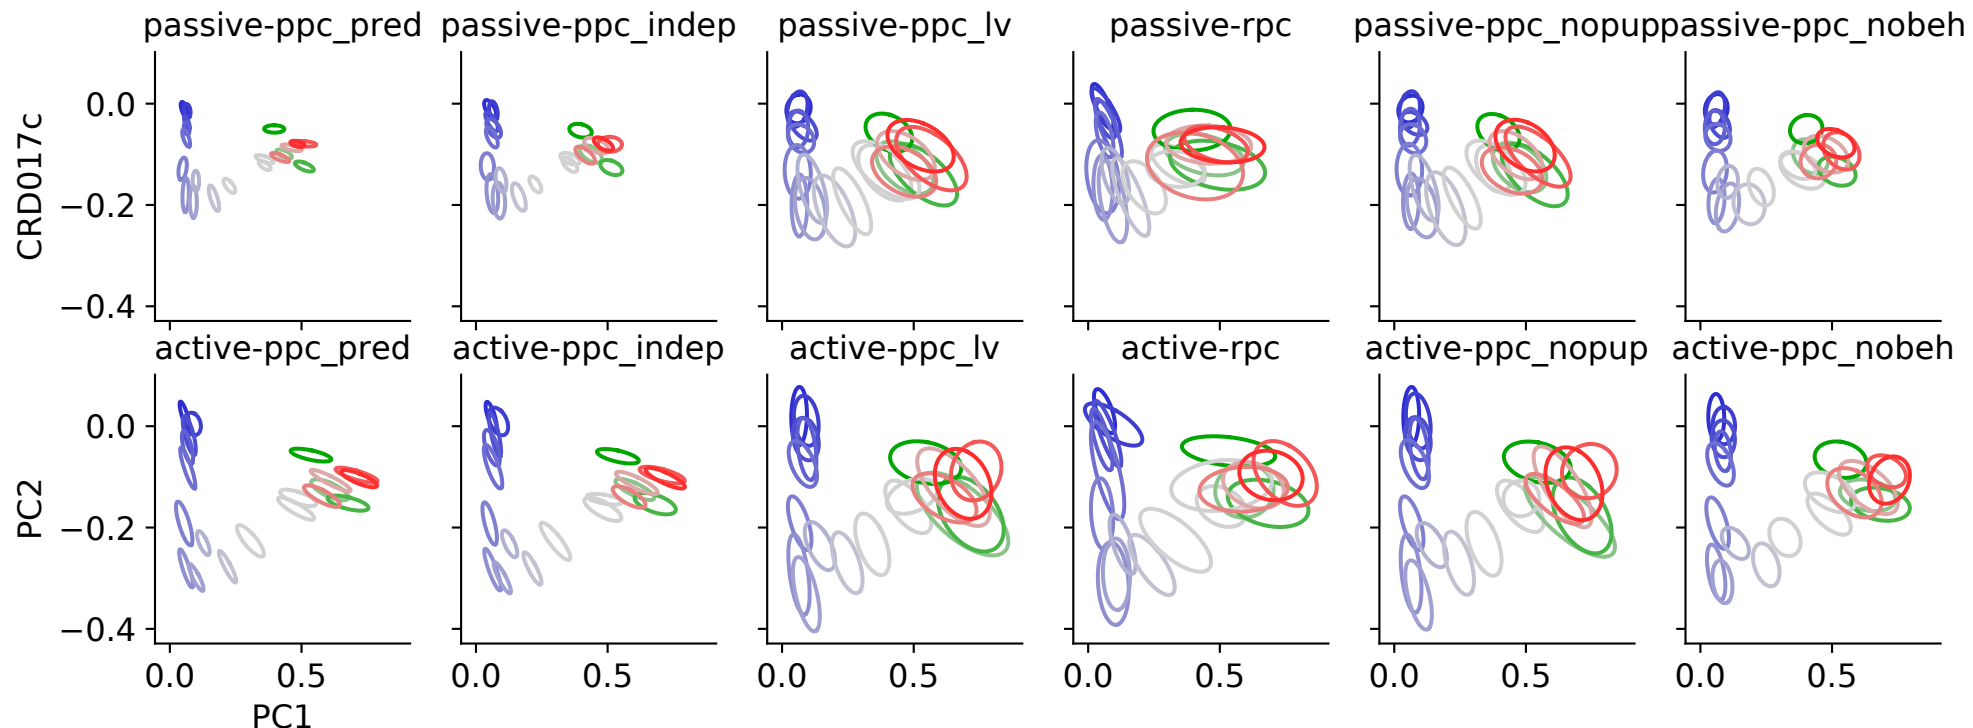 passive-ppc_pred passive-ppc_indep passive-ppc_lv passive-rpc passive-ppc_nopup passive-ppc_nobeh
CRD017c
0.0
−0.2
−0.4
active-ppc_pred active-ppc_indep active-ppc_lv active-rpc active-ppc_nopup active-ppc_nobeh
PC2
0.0
−0.2
−0.4
0.0 0.5 0.0 0.5 0.0 0.5 0.0 0.5 0.0 0.5 0.0 0.5
PC1